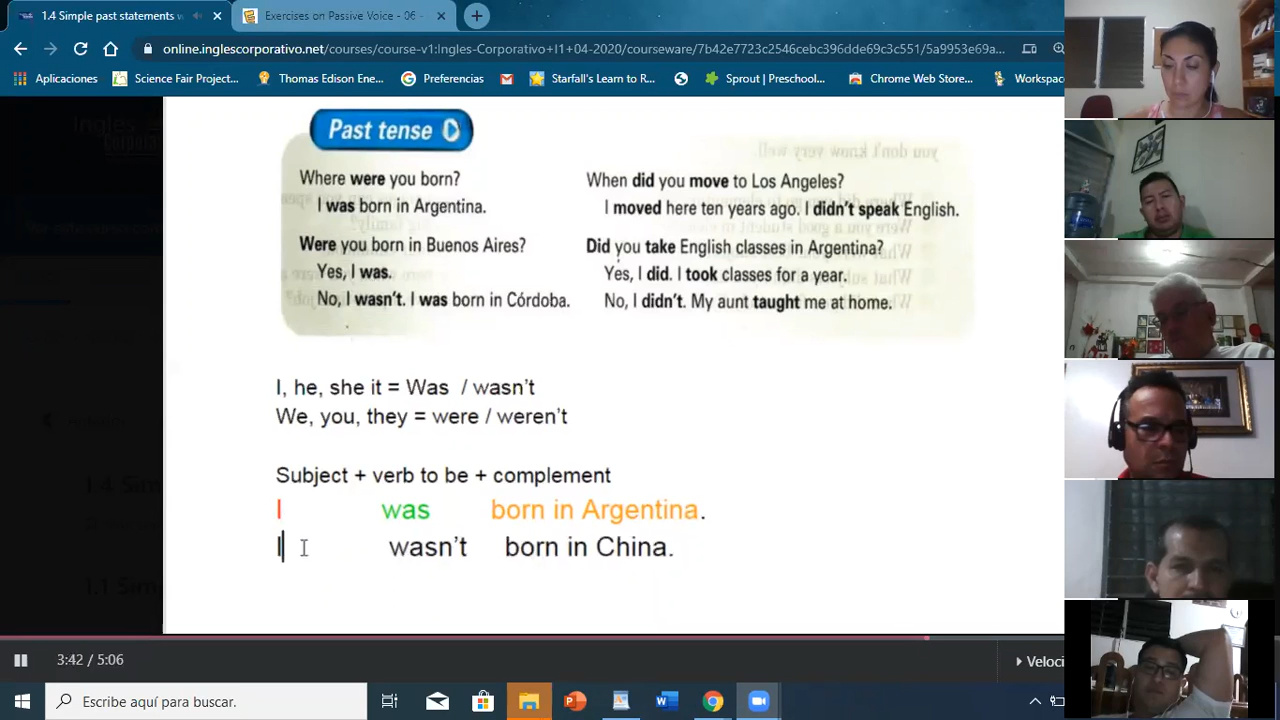 1.4 Simple past statements w
Exercises on Passive Voice - 06 -
online.inglescorporativo.net/courses/course-v1:Ingles-Corporativo+I1+04-2020/courseware/7b42e7723c2546cebc396dde69c3c551/5a9953e69a...
Aplicaciones
Science Fair Project...
Thomas Edison Ene...
Preferencias
Starfall's Learn to R...
Sprout | Preschool...
Chrome Web Store...
Workspac
Past tense
Where were you born?
I was born in Argentina.
Were you born in Buenos Aires?
Yes, I was.
No, I wasn't. I was born in Córdoba.
When did you move to Los Angeles?
I moved here ten years ago. I didn't speak English.
Did you take English classes in Argentina?
Yes, I did. I took classes for a year.
No, I didn't. My aunt taught me at home.
I, he, she it = Was / wasn't
We, you, they = were / weren't
Subject + verb to be + complement
I was born in Argentina.
I wasn't born in China.
3:42 / 5:06
Veloci
Escribe aquí para buscar.